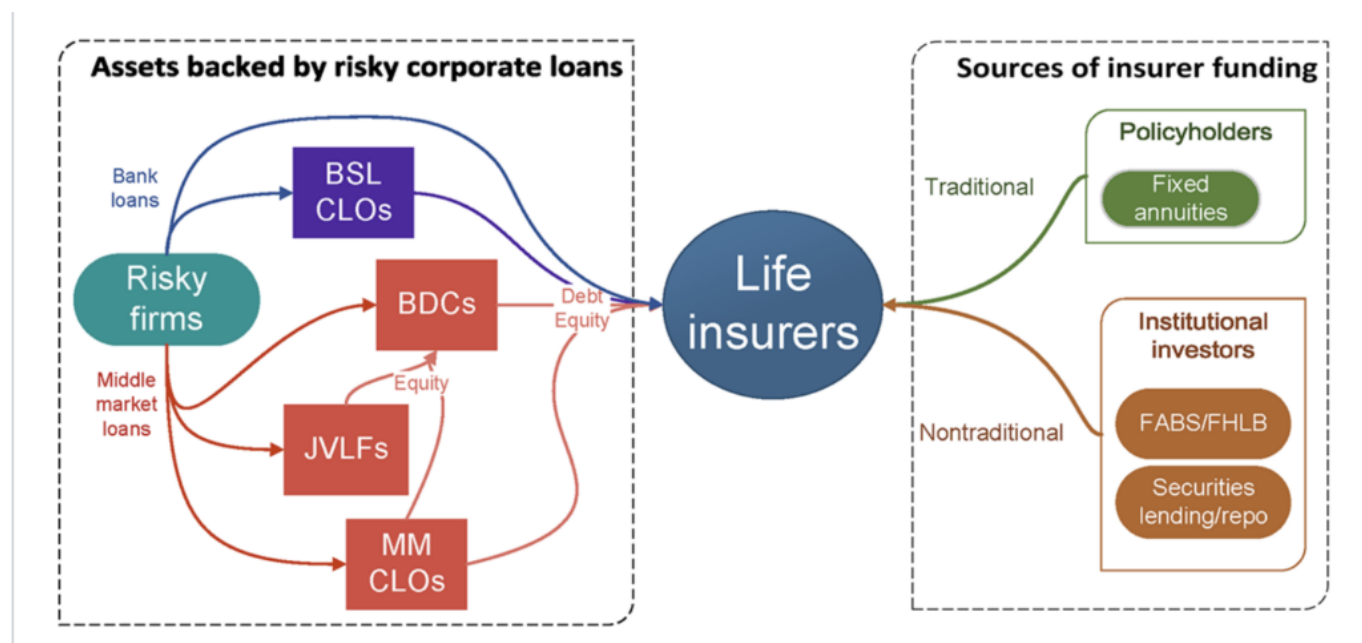 Assets backed by risky corporate loans
Bank
loans
BSL
CLOs
Risky
firms
BDCs
Debt
Equity
Middle
market
loans
Equity
JVLFs
MM
CLOs
Life
insurers
Sources of insurer funding
Policyholders
Traditional
Fixed
annuities
Institutional
investors
Nontraditional
FABS/FHLB
Securities
lending/repo